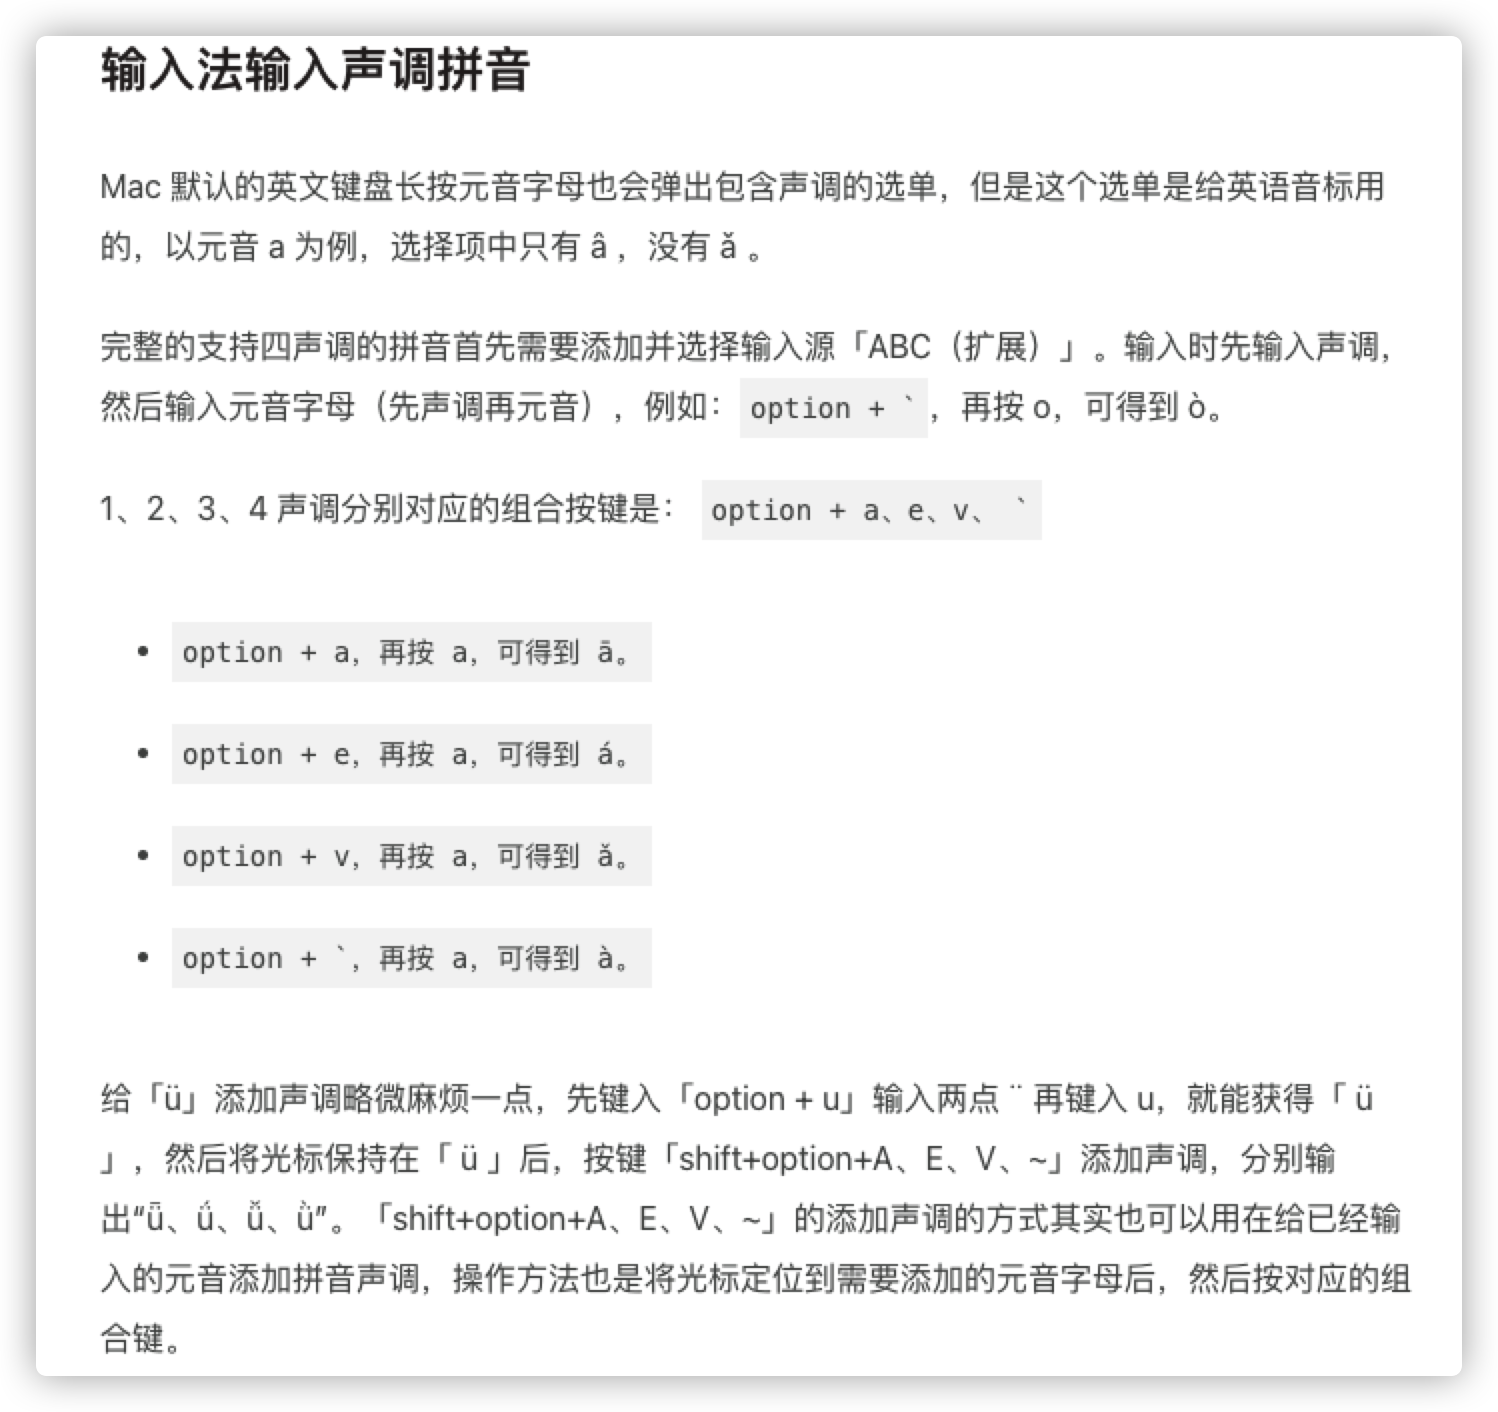 输入法输入声调拼音
Mac 默认的英文键盘长按元音字母也会弹出包含声调的选单，但是这个选单是给英语音标用
的，以元音 a 为例，选择项中只有 â ，没有 ǎ 。
完整的支持四声调的拼音首先需要添加并选择输入源「ABC（扩展）」。输入时先输入声调，
然后输入元音字母（先声调再元音），例如： option + ` ，再按 o，可得到 ò。
1、2、3、4 声调分别对应的组合按键是： option + a、e、v、 `
• option + a，再按 a，可得到 ā。
• option + e，再按 a，可得到 á。
• option + v，再按 a，可得到 ǎ。
• option + `，再按 a，可得到 à。
给「ü」添加声调略微麻烦一点，先键入「option + u」输入两点 ¨ 再键入 u，就能获得「 ü
」，然后将光标保持在「 ü 」后，按键「shift+option+A、E、V、~」添加声调，分别输
出“ǖ、ǘ、ǚ、ǜ”。「shift+option+A、E、V、~」的添加声调的方式其实也可以用在给已经输
入的元音添加拼音声调，操作方法也是将光标定位到需要添加的元音字母后，然后按对应的组
合键。